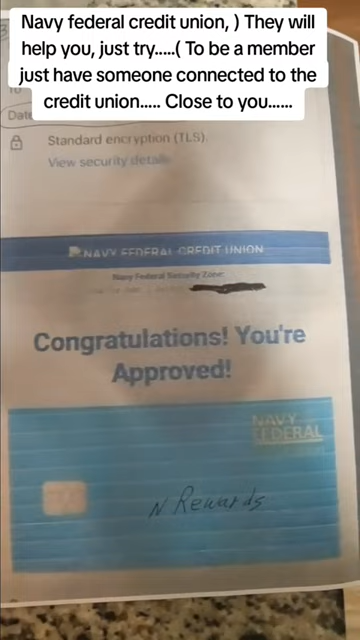 Navy federal credit union, ) They will
help you, just try.....( To be a member
just have someone connected to the
credit union..... Close to you......
To
Date
Standard encryption (TLS).
View security details
NAVY FEDERAL CREDIT UNION
Navy Federal Security Zone:
Congratulations! You're
Approved!
NAVY
FEDERAL
N Rewards